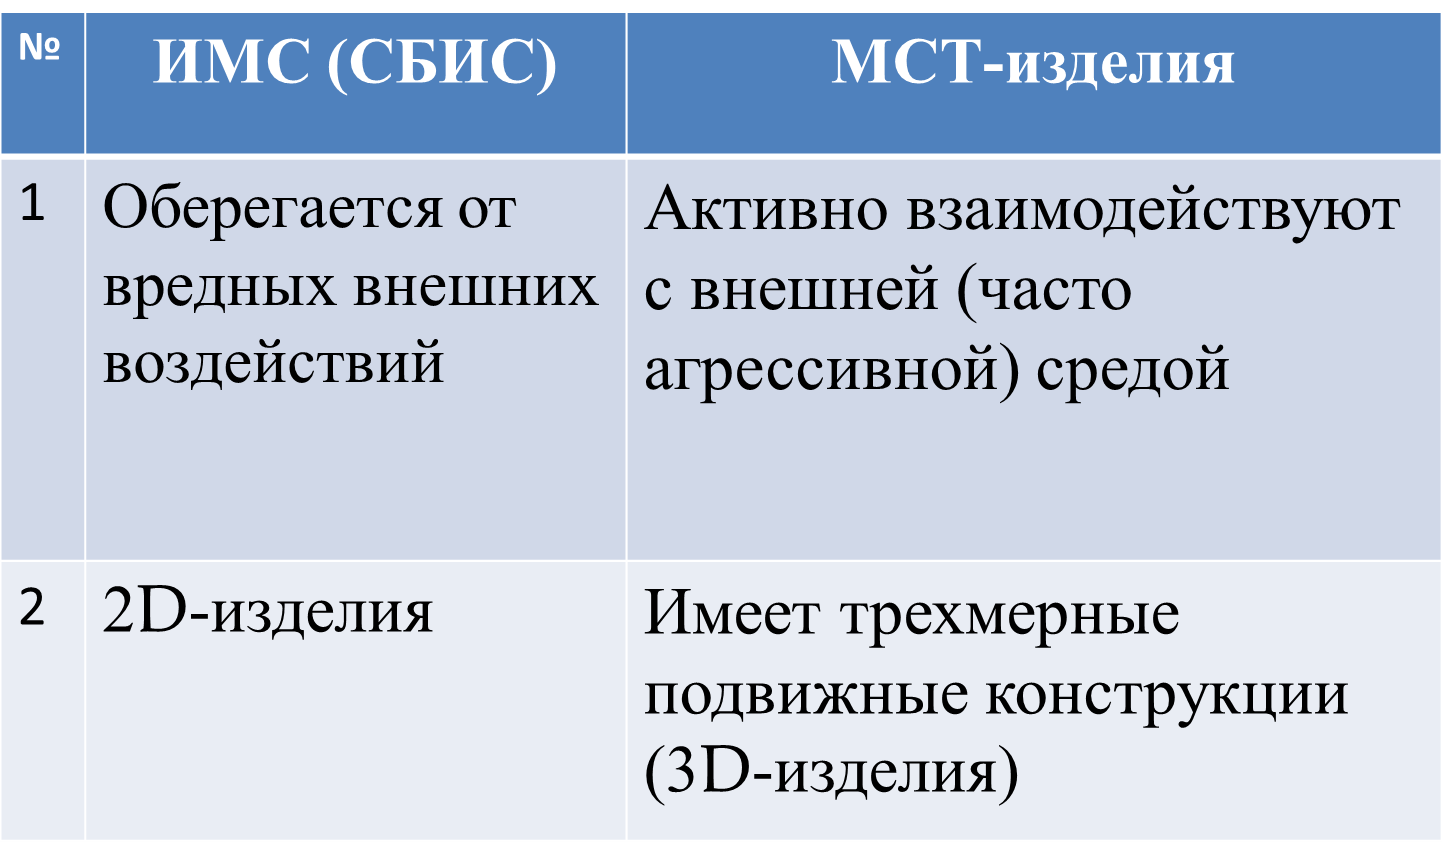 № ИМС (СБИС) МСТ-изделия
1 Оберегается от
вредных внешних
воздействий
Активно взаимодействуют
с внешней (часто
агрессивной) средой
2 2D-изделия
Имеет трехмерные
подвижные конструкции
(3D-изделия)